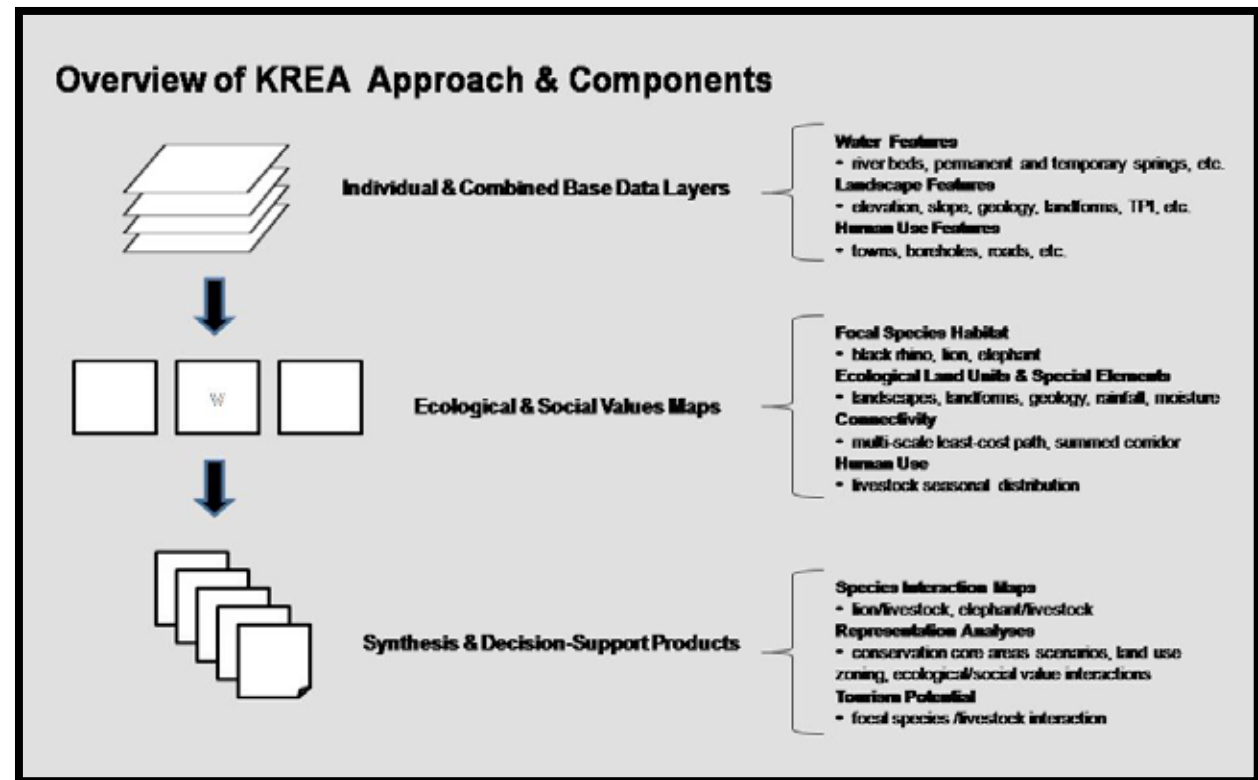 Overview of KREA Approach & Components
Individual & Combined Base Data Layers
Water Features
• river beds, permanent and temporary springs, etc.
Landscape Features
• elevation, slope, geology, landforms, TPI, etc.
Human Use Features
• towns, boreholes, roads, etc.
W
Ecological & Social Values Maps
Focal Species Habitat
• black rhino, lion, elephant
Ecological Land Units & Special Elements
• landscapes, landforms, geology, rainfall, moisture
Connectivity
• multi-scale least-cost path, summed corridor
Human Use
• livestock seasonal distribution
Synthesis & Decision-Support Products
Species Interaction Maps
• lion/livestock, elephant/livestock
Representation Analyses
• conservation core areas scenarios, land use
zoning, ecological/social value interactions
Tourism Potential
• focal species /livestock interaction